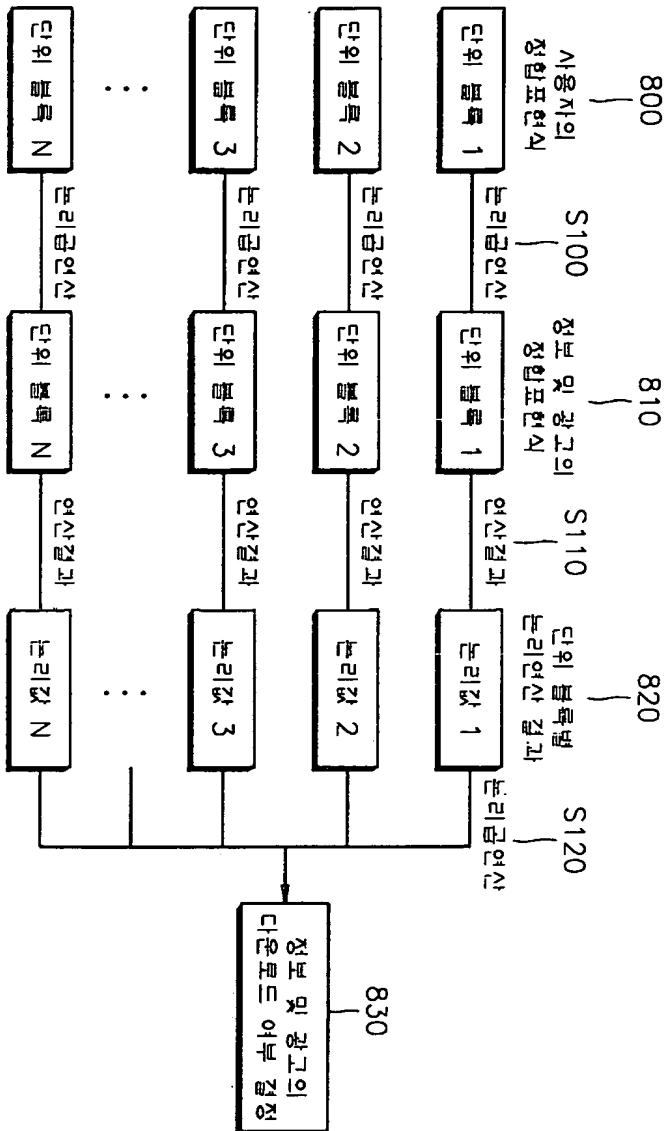 800
S100
810
S110
820
S120
사용자의
정합표현식
정보 및 광고의
정합표현식
단위 블록별
논리연산 결과
단위 블록 1
논리곱연산
단위 블록 1
연산결과
논리값 1
논리곱연산
단위 블록 2
논리곱연산
단위 블록 2
연산결과
논리값 2
단위 블록 3
논리곱연산
단위 블록 3
연산결과
논리값 3
...
...
...
단위 블록 N
논리곱연산
단위 블록 N
연산결과
논리값 N
830
정보 및 광고의
다운로드 여부 결정